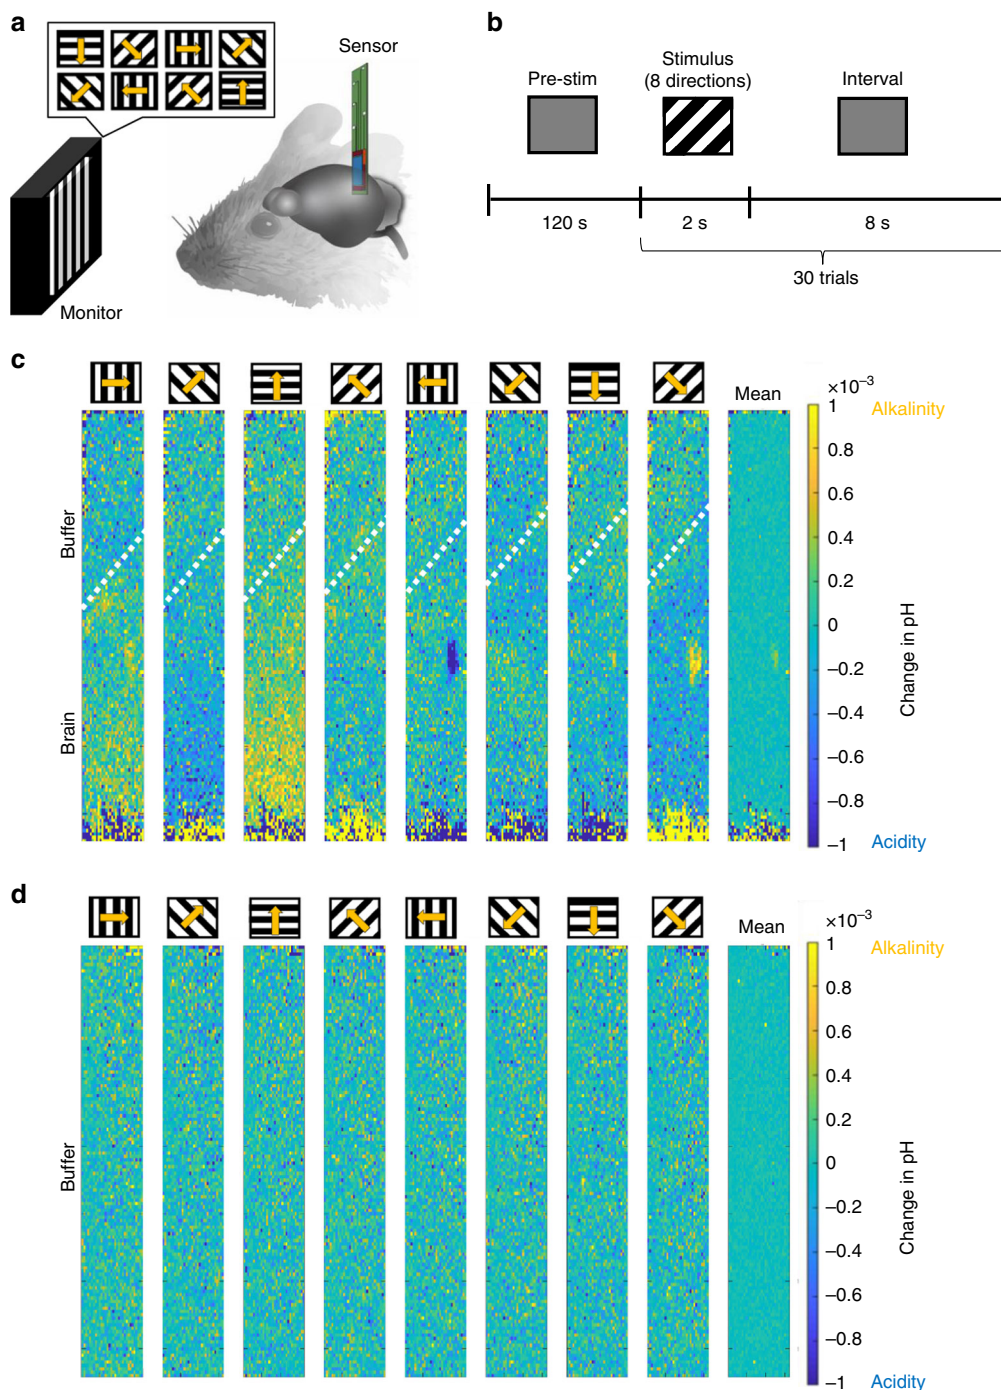 a
Sensor
Monitor
b
Pre-stim
Stimulus
(8 directions)
Interval
120 s
2 s
8 s
30 trials
c
Mean
×10⁻³
Alkalinity
1
0.8
0.6
0.4
0.2
0
−0.2
−0.4
−0.6
−0.8
−1
Acidity
Change in pH
Buffer
Brain
d
Mean
×10⁻³
Alkalinity
1
0.8
0.6
0.4
0.2
0
−0.2
−0.4
−0.6
−0.8
−1
Acidity
Change in pH
Buffer